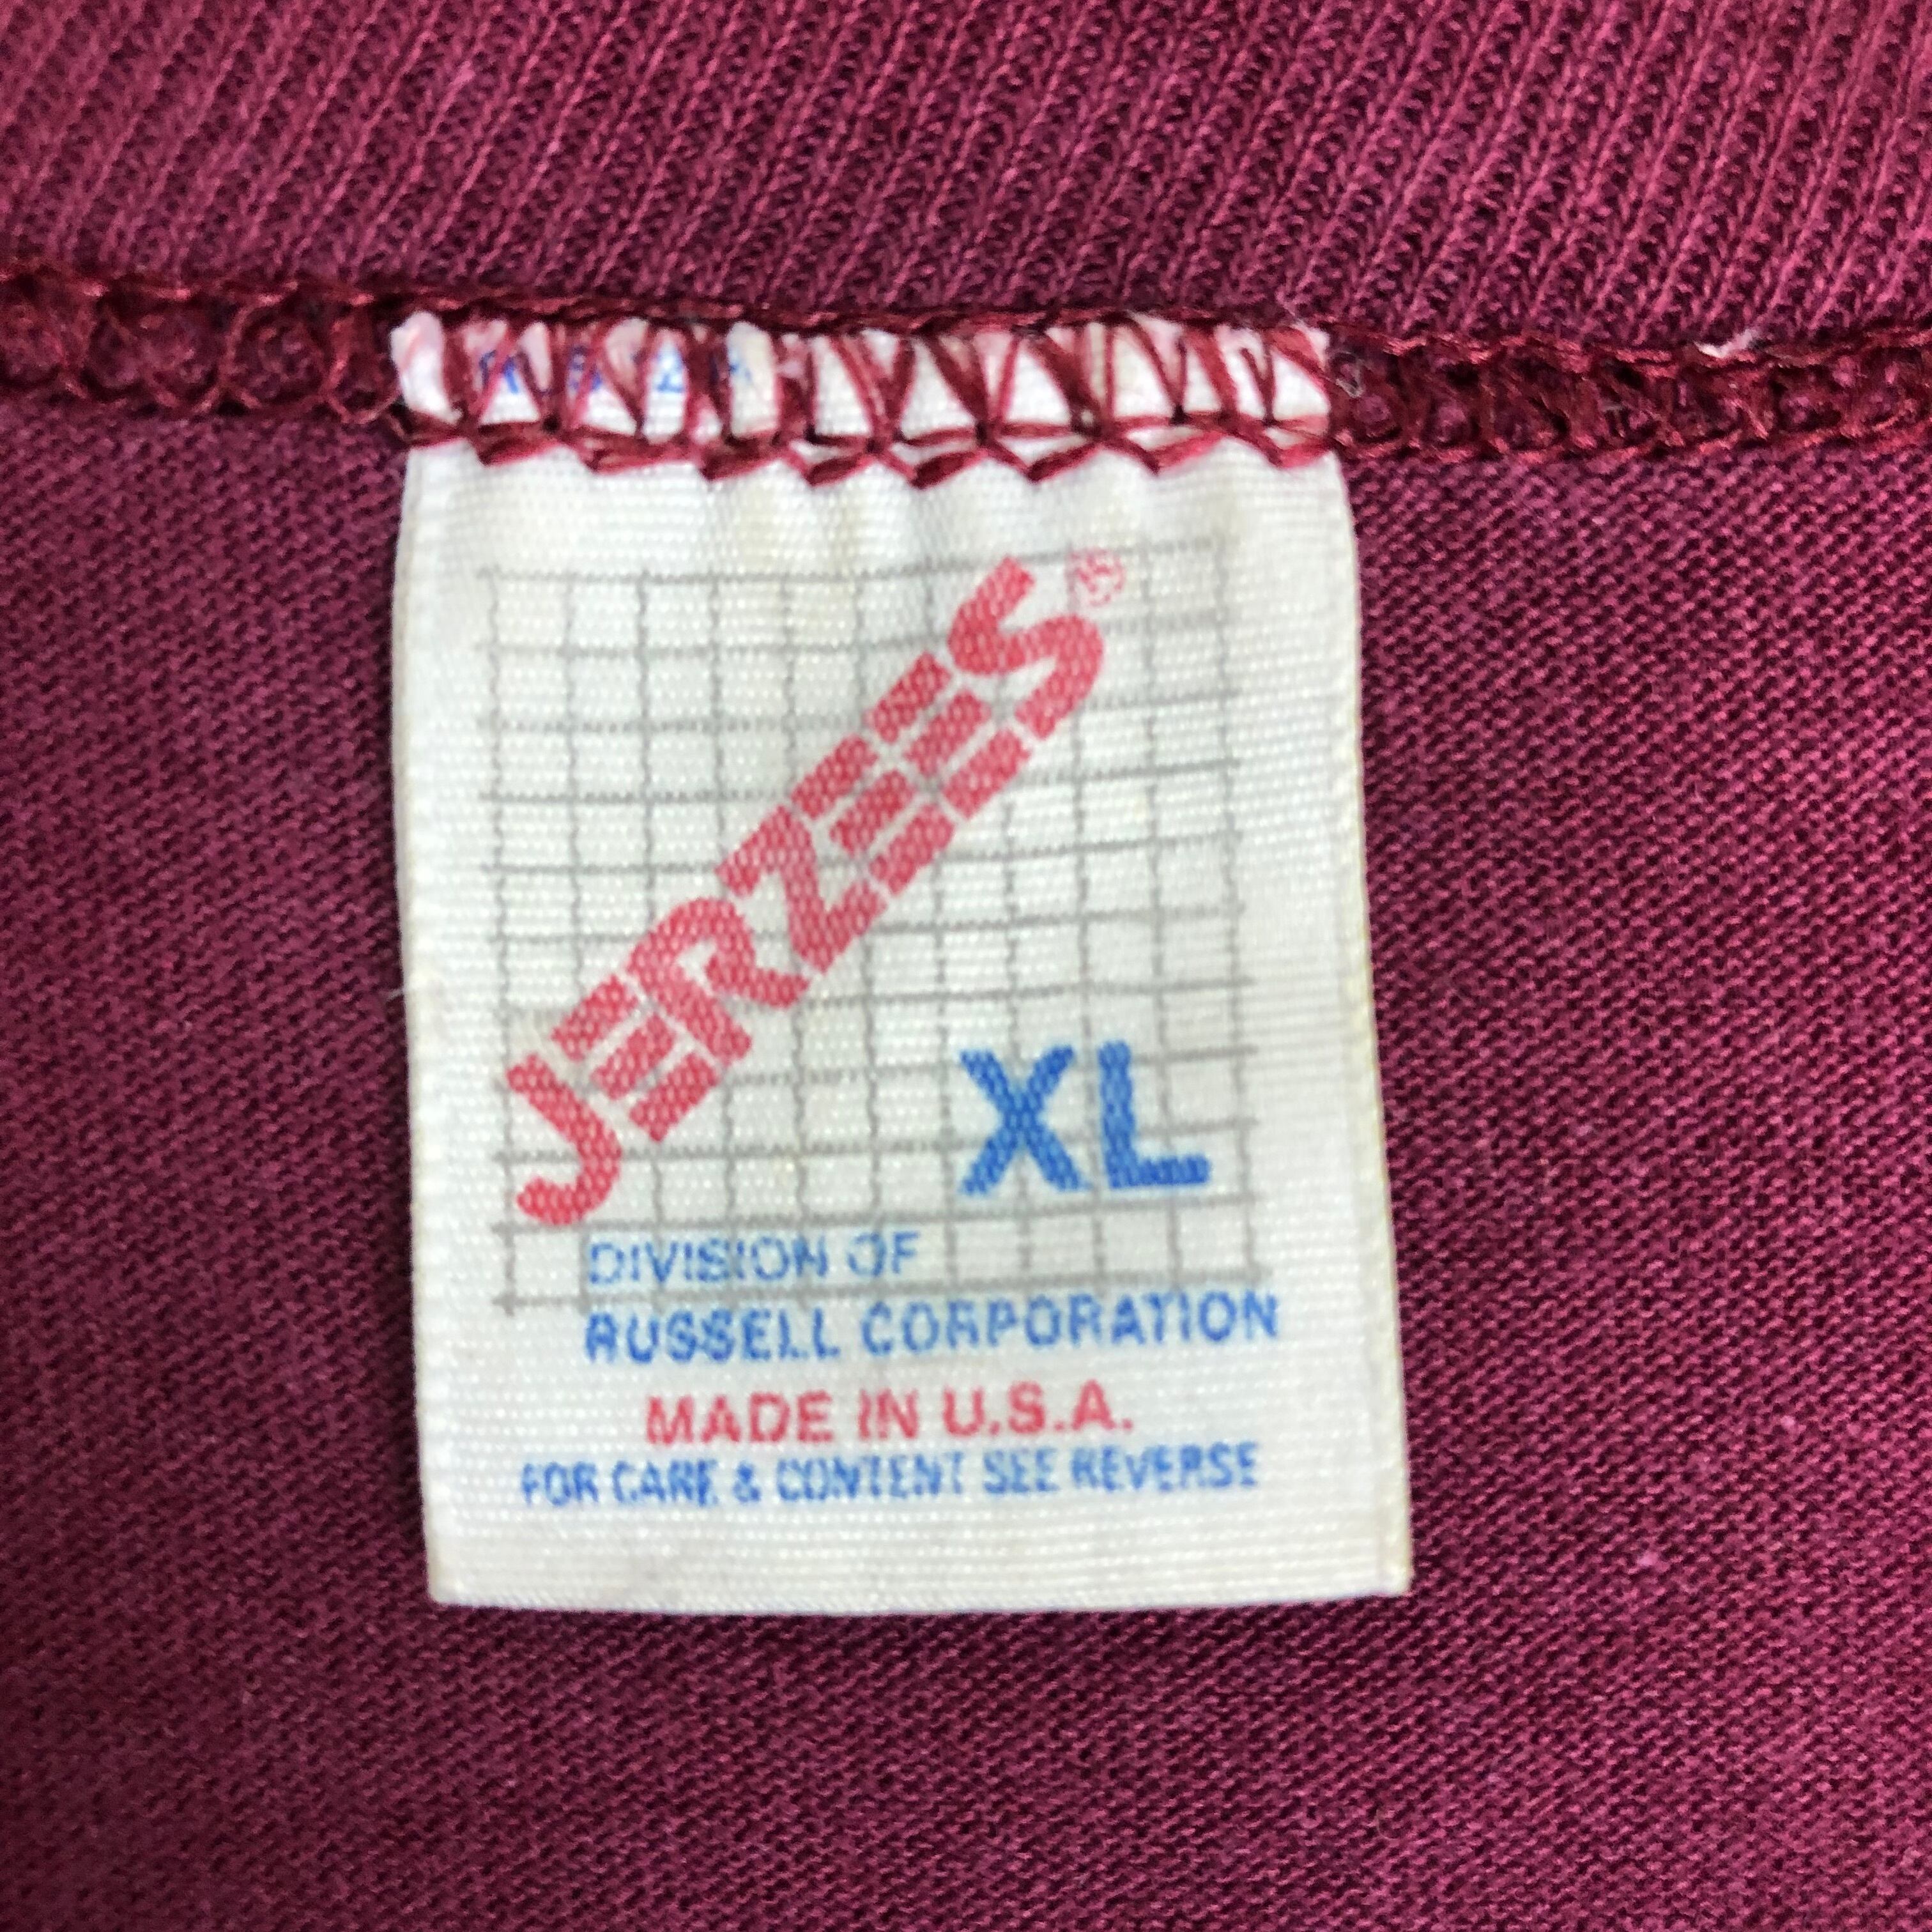 JERZEES®
XL
DIVISION OF
RUSSELL CORPORATION
MADE IN U.S.A.
FOR CARE & CONTENT SEE REVERSE